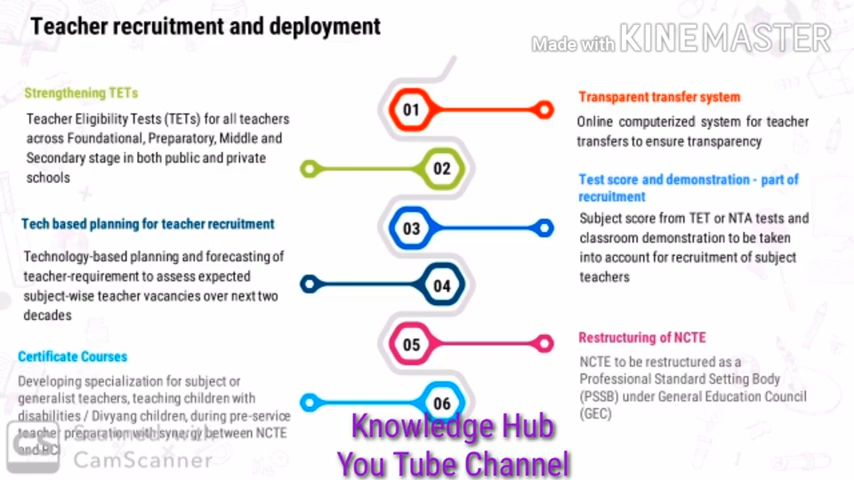 Teacher recruitment and deployment
Made with KINEMASTER
Strengthening TETs
Teacher Eligibility Tests (TETs) for all teachers
across Foundational, Preparatory, Middle and
Secondary stage in both public and private
schools
Tech based planning for teacher recruitment
Technology-based planning and forecasting of
teacher-requirement to assess expected
subject-wise teacher vacancies over next two
decades
Certificate Courses
Developing specialization for subject or
generalist teachers, teaching children with
disabilities / Divyang children, during pre-service
teacher preparation with synergy between NCTE
and RCI
01
02
03
04
05
06
Transparent transfer system
Online computerized system for teacher
transfers to ensure transparency
Test score and demonstration - part of
recruitment
Subject score from TET or NTA tests and
classroom demonstration to be taken
into account for recruitment of subject
teachers
Restructuring of NCTE
NCTE to be restructured as a
Professional Standard Setting Body
(PSSB) under General Education Council
(GEC)
CS
Scanned with
CamScanner
Knowledge Hub
You Tube Channel